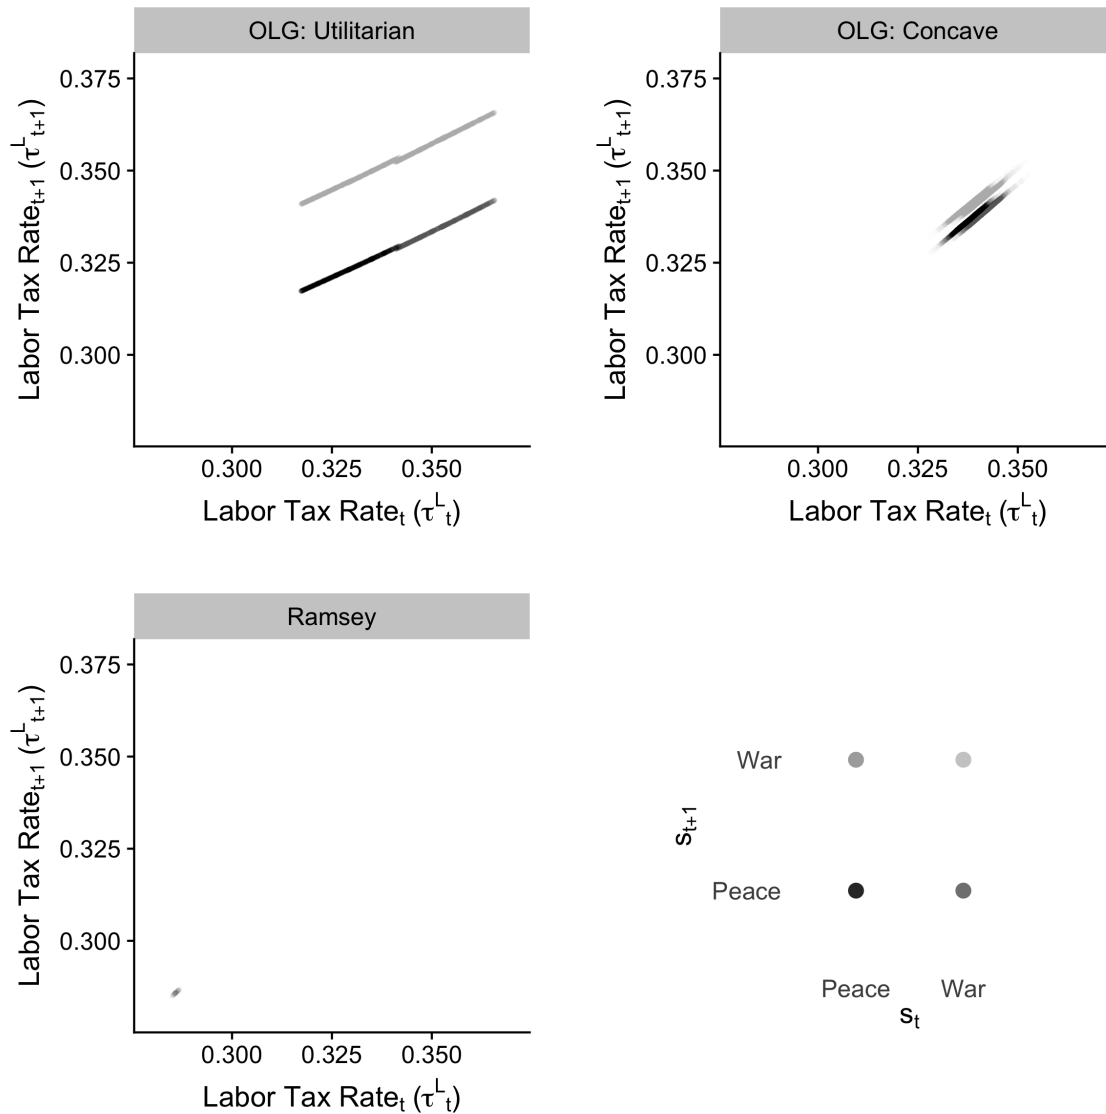 OLG: Utilitarian
0.375
0.350
0.325
0.300
Labor Tax Rate_{t+1} (τ^L_{t+1})
0.300 0.325 0.350
Labor Tax Rate_t (τ^L_t)
OLG: Concave
0.375
0.350
0.325
0.300
Labor Tax Rate_{t+1} (τ^L_{t+1})
0.300 0.325 0.350
Labor Tax Rate_t (τ^L_t)
Ramsey
0.375
0.350
0.325
0.300
Labor Tax Rate_{t+1} (τ^L_{t+1})
0.300 0.325 0.350
Labor Tax Rate_t (τ^L_t)
War
s_{t+1}
Peace
Peace War
s_t